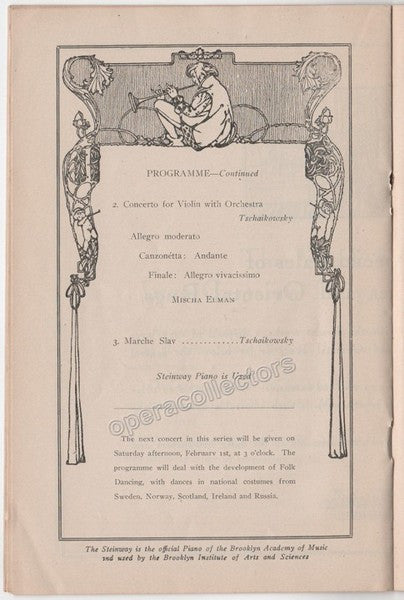 PROGRAMME—Continued
2. Concerto for Violin with Orchestra
Tschaikowsky
Allegro moderato
Canzonétta: Andante
Finale: Allegro vivacissimo
MISCHA ELMAN
3. Marche Slav .............Tschaikowsky
Steinway Piano is Used
operacollectors
The next concert in this series will be given on
Saturday afternoon, February 1st, at 3 o'clock. The
programme will deal with the development of Folk
Dancing, with dances in national costumes from
Sweden, Norway, Scotland, Ireland and Russia.
The Steinway is the official Piano of the Brooklyn Academy of Music
and used by the Brooklyn Institute of Arts and Sciences